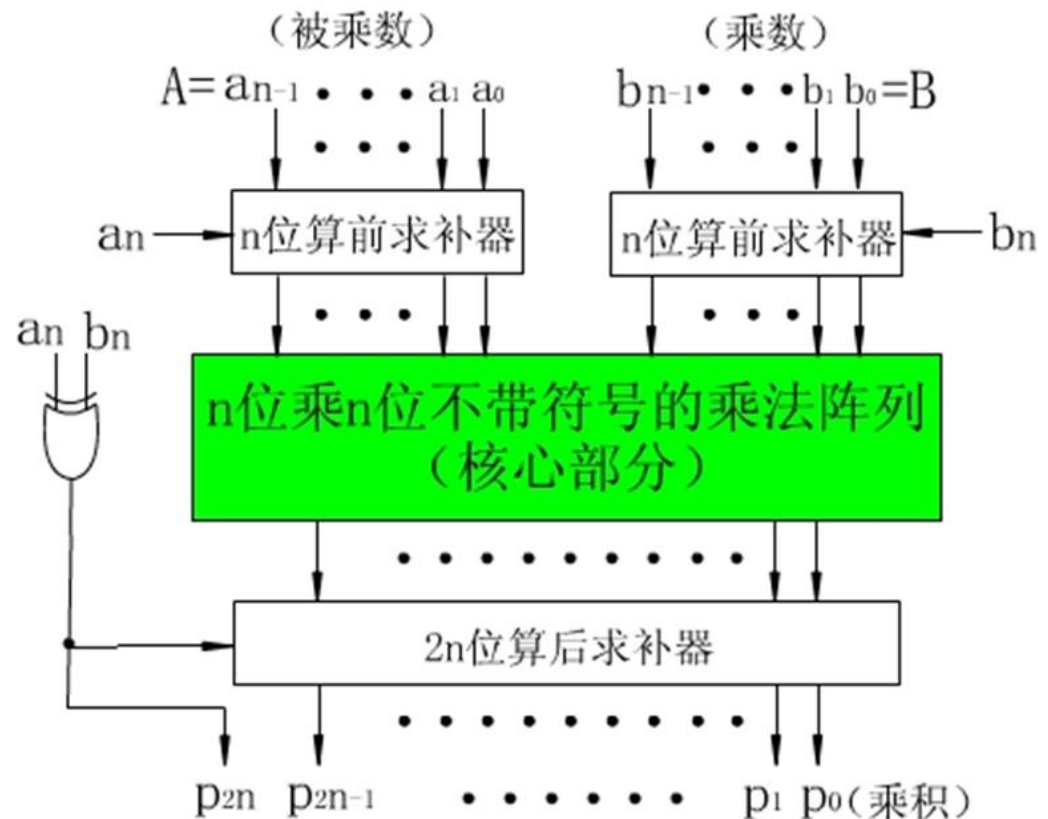 （被乘数） （乘数）
A=an-1 • • • a1 a0 bn-1 • • • b1 b0=B
• • • • • •
an n位算前求补器 n位算前求补器 bn
• • • • • •
an bn
n位乘n位不带符号的乘法阵列
（核心部分）
• • • • • • • • •
2n位算后求补器
• • • • • • • • •
p2n p2n-1 • • • • • • p1 p0（乘积）